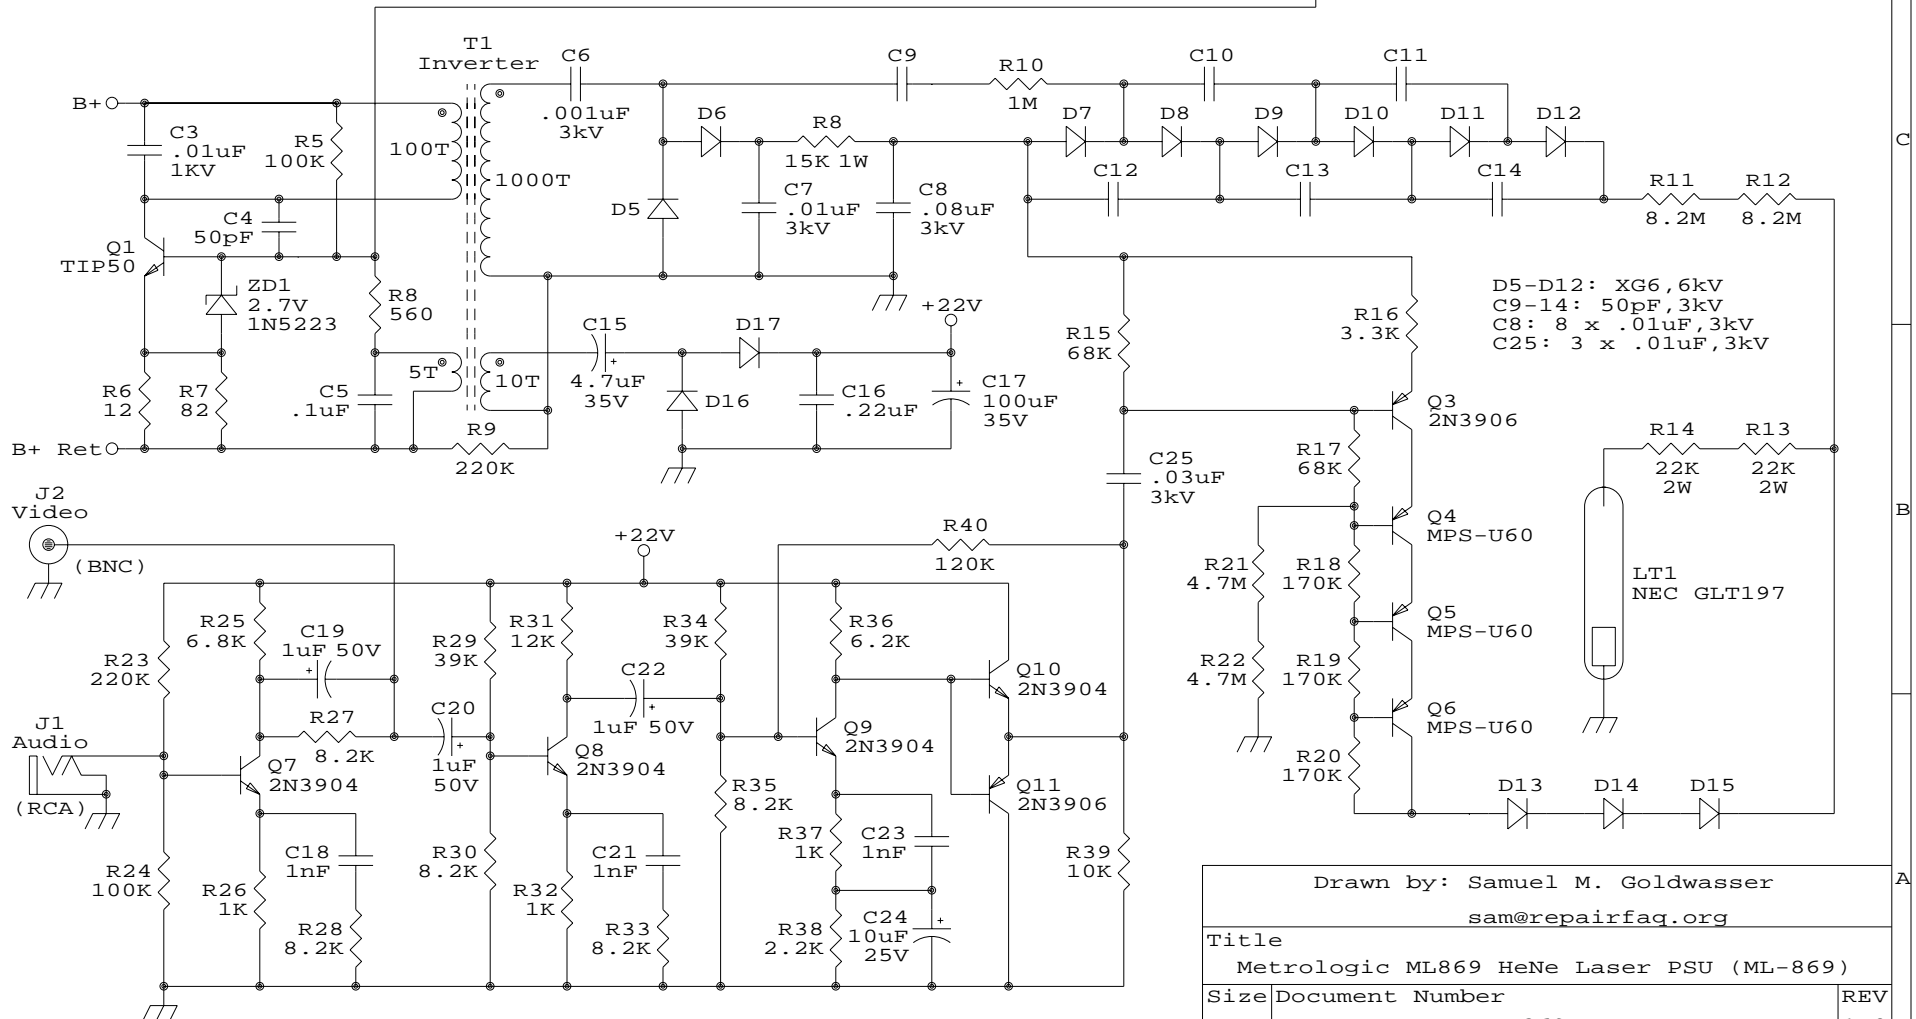 T1
Inverter
B+
C3
.01uF
1KV
R5
100K
100T
1000T
C6
.001uF
3kV
C9
R10
1M
C10
C11
D6
R8
15K 1W
D7
D8
D9
D10
D11
D12
C
C4
50pF
D5
C7
.01uF
3kV
C8
.08uF
3kV
C12
C13
C14
R11
8.2M
R12
8.2M
Q1
TIP50
ZD1
2.7V
1N5223
R8
560
C15
4.7uF
35V
D17
+22V
R15
68K
R16
3.3K
D5-D12: XG6,6kV
C9-14: 50pF,3kV
C8: 8 x .01uF,3kV
C25: 3 x .01uF,3kV
R6
12
R7
82
C5
.1uF
5T
10T
D16
C16
.22uF
C17
100uF
35V
Q3
2N3906
B+ Ret
R9
220K
R17
68K
R14
22K
2W
R13
22K
2W
C25
.03uF
3kV
J2
Video
(BNC)
+22V
R40
120K
Q4
MPS-U60
B
R21
4.7M
R18
170K
LT1
NEC GLT197
R25
6.8K
C19
1uF 50V
R29
39K
R31
12K
R34
39K
R36
6.2K
Q5
MPS-U60
R23
220K
C22
1uF 50V
Q10
2N3904
R22
4.7M
R19
170K
J1
Audio
(RCA)
R27
8.2K
C20
1uF
50V
Q8
2N3904
Q9
2N3904
Q6
MPS-U60
Q7
2N3904
R35
8.2K
Q11
2N3906
R20
170K
D13
D14
D15
R24
100K
R26
1K
C18
1nF
R28
8.2K
R30
8.2K
R32
1K
C21
1nF
R33
8.2K
R37
1K
C23
1nF
R38
2.2K
C24
10uF
25V
R39
10K
A
Drawn by: Samuel M. Goldwasser
sam@repairfaq.org
Title
Metrologic ML869 HeNe Laser PSU (ML-869)
Size
Document Number
REV